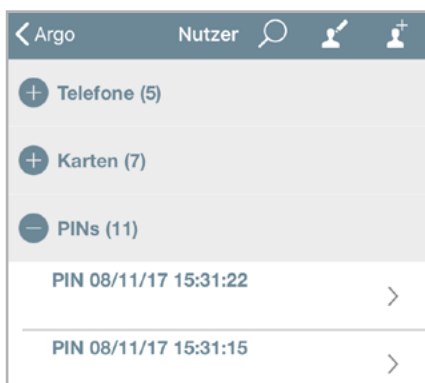 Argo Nutzer
Telefone (5)
Karten (7)
PINs (11)
PIN 08/11/17 15:31:22
PIN 08/11/17 15:31:15